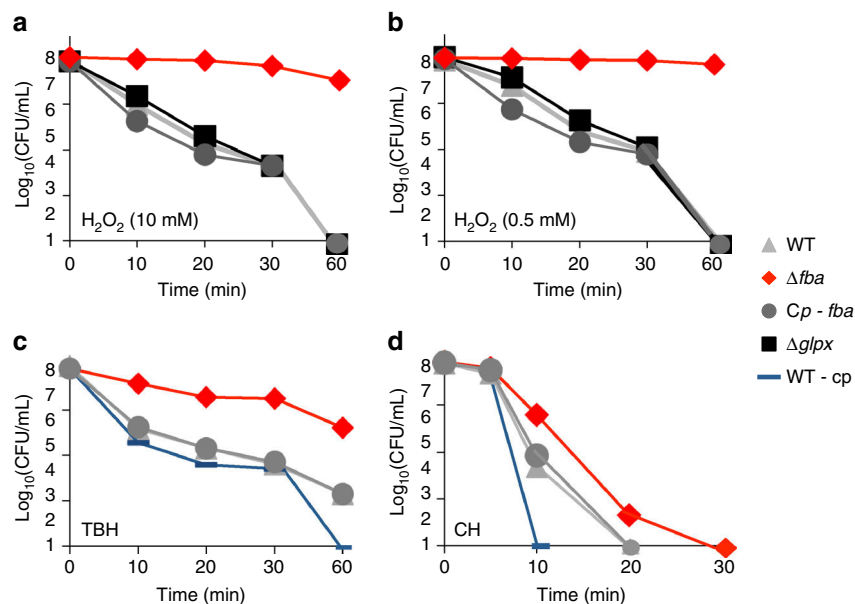 a
Log10(CFU/mL)
8
7
6
5
4
3
2
1
H2O2 (10 mM)
0 10 20 30 60
Time (min)
b
Log10(CFU/mL)
8
7
6
5
4
3
2
1
H2O2 (0.5 mM)
0 10 20 30 60
Time (min)
WT
Δfba
Cp - fba
Δglpx
WT - cp
c
Log10(CFU/mL)
8
7
6
5
4
3
2
1
TBH
0 10 20 30 60
Time (min)
d
Log10(CFU/mL)
8
7
6
5
4
3
2
1
CH
0 10 20 30
Time (min)